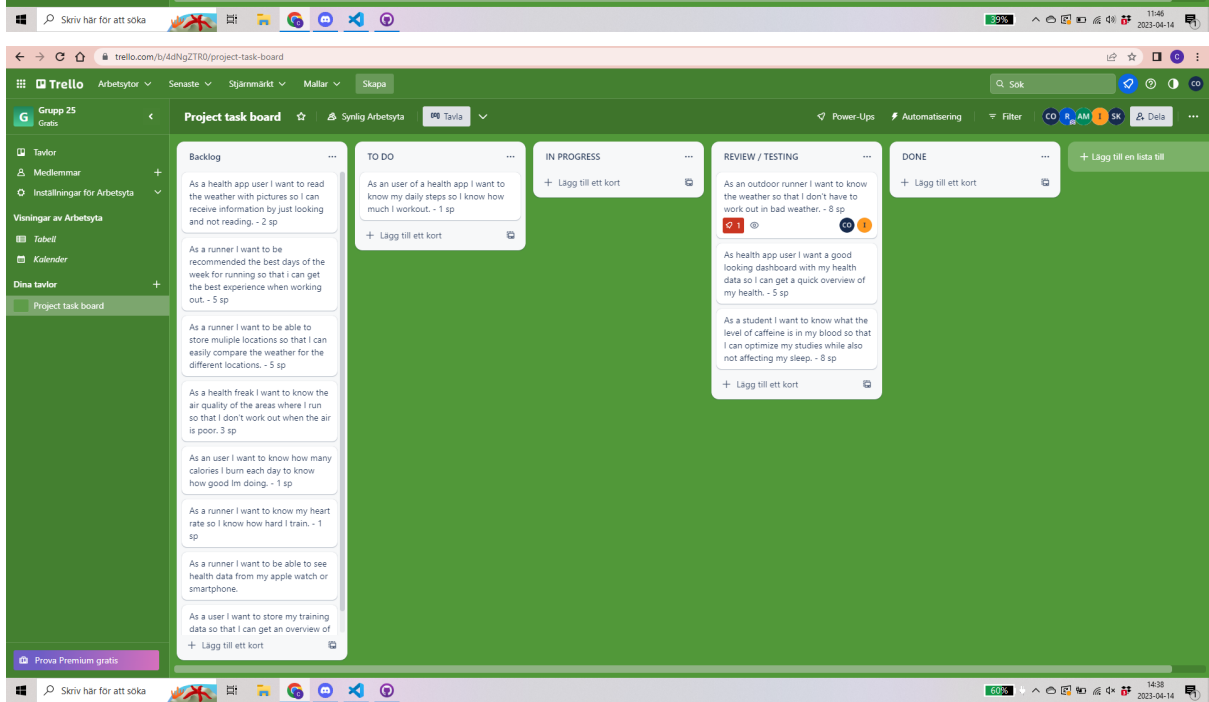 Skriv här för att söka
39%
11:46
2023-04-14
trello.com/b/4dNgZTR0/project-task-board
Trello Arbetsytor Senaste Stjärnmärkt Mallar Skapa
Sök
CO
G Grupp 25
Gratis
Project task board Synlig Arbetsyta Tavla Power-Ups Automatisering Filter CO R AM I SK Dela
Tavlor
Medlemmar
Inställningar för Arbetsyta
Visningar av Arbetsyta
Tabell
Kalender
Dina tavlor
Project task board
Prova Premium gratis
Backlog
As a health app user I want to read
the weather with pictures so I can
receive information by just looking
and not reading. - 2 sp
As a runner I want to be
recommended the best days of the
week for running so that i can get
the best experience when working
out. - 5 sp
As a runner I want to be able to
store muliple locations so that I can
easily compare the weather for the
different locations. - 5 sp
As a health freak I want to know the
air quality of the areas where I run
so that I don't work out when the air
is poor. 3 sp
As an user I want to know how many
calories I burn each day to know
how good Im doing. - 1 sp
As a runner I want to know my heart
rate so I know how hard I train. - 1
sp
As a runner I want to be able to see
health data from my apple watch or
smartphone.
As a user I want to store my training
data so that I can get an overview of
Lägg till ett kort
TO DO
As an user of a health app I want to
know my daily steps so I know how
much I workout. - 1 sp
Lägg till ett kort
IN PROGRESS
Lägg till ett kort
REVIEW / TESTING
As an outdoor runner I want to know
the weather so that I don't have to
work out in bad weather. - 8 sp
1 CO I
As health app user I want a good
looking dashboard with my health
data so I can get a quick overview of
my health. - 5 sp
As a student I want to know what the
level of caffeine is in my blood so that
I can optimize my studies while also
not affecting my sleep. - 8 sp
Lägg till ett kort
DONE
Lägg till ett kort
Lägg till en lista till
Skriv här för att söka
60%
14:38
2023-04-14